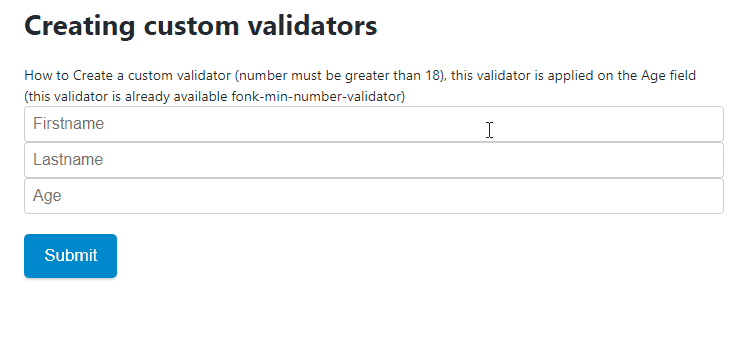 Creating custom validators
How to Create a custom validator (number must be greater than 18), this validator is applied on the Age field
(this validator is already available fonk-min-number-validator)
Firstname
Lastname
Age
Submit